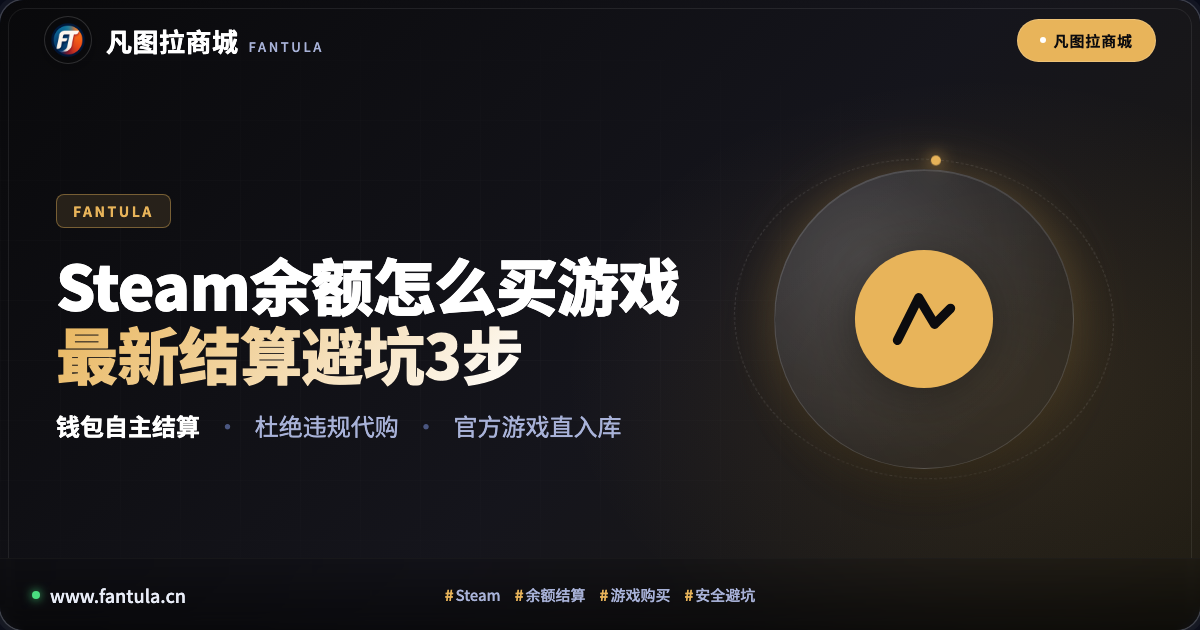 FT 凡图拉商城 FANTULA
凡图拉商城
FANTULA
Steam余额怎么买游戏
最新结算避坑3步
钱包自主结算 • 杜绝违规代购 • 官方游戏直入库
www.fantula.cn
#Steam #余额结算 #游戏购买 #安全避坑